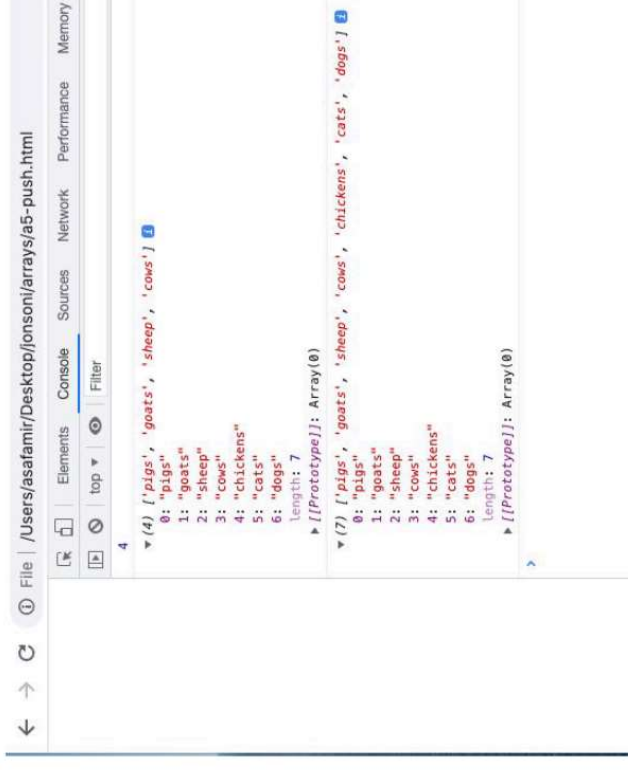 File | /Users/asafamir/Desktop/jonsoni/arrays/a5-push.html
Elements Console Sources Network Performance Memory
top ▾ Filter
4
▾ (4) ['pigs', 'goats', 'sheep', 'cows'] i
0: "pigs"
1: "goats"
2: "sheep"
3: "cows"
4: "chickens"
5: "cats"
6: "dogs"
length: 7
▸ [[Prototype]]: Array(0)
▾ (7) ['pigs', 'goats', 'sheep', 'cows', 'chickens', 'cats', 'dogs'] i
0: "pigs"
1: "goats"
2: "sheep"
3: "cows"
4: "chickens"
5: "cats"
6: "dogs"
length: 7
▸ [[Prototype]]: Array(0)
>